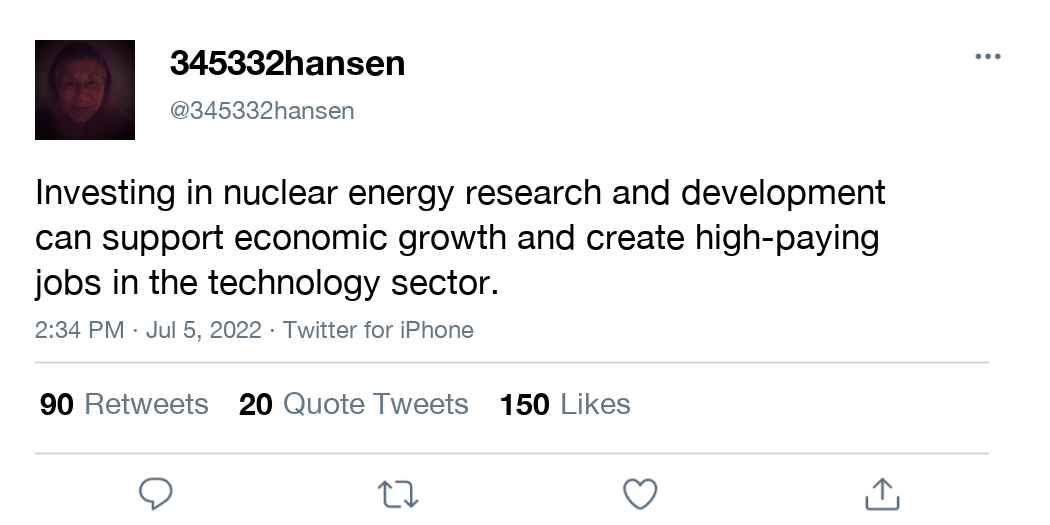 345332hansen
@345332hansen
Investing in nuclear energy research and development
can support economic growth and create high-paying
jobs in the technology sector.
2:34 PM · Jul 5, 2022 · Twitter for iPhone
90 Retweets 20 Quote Tweets 150 Likes